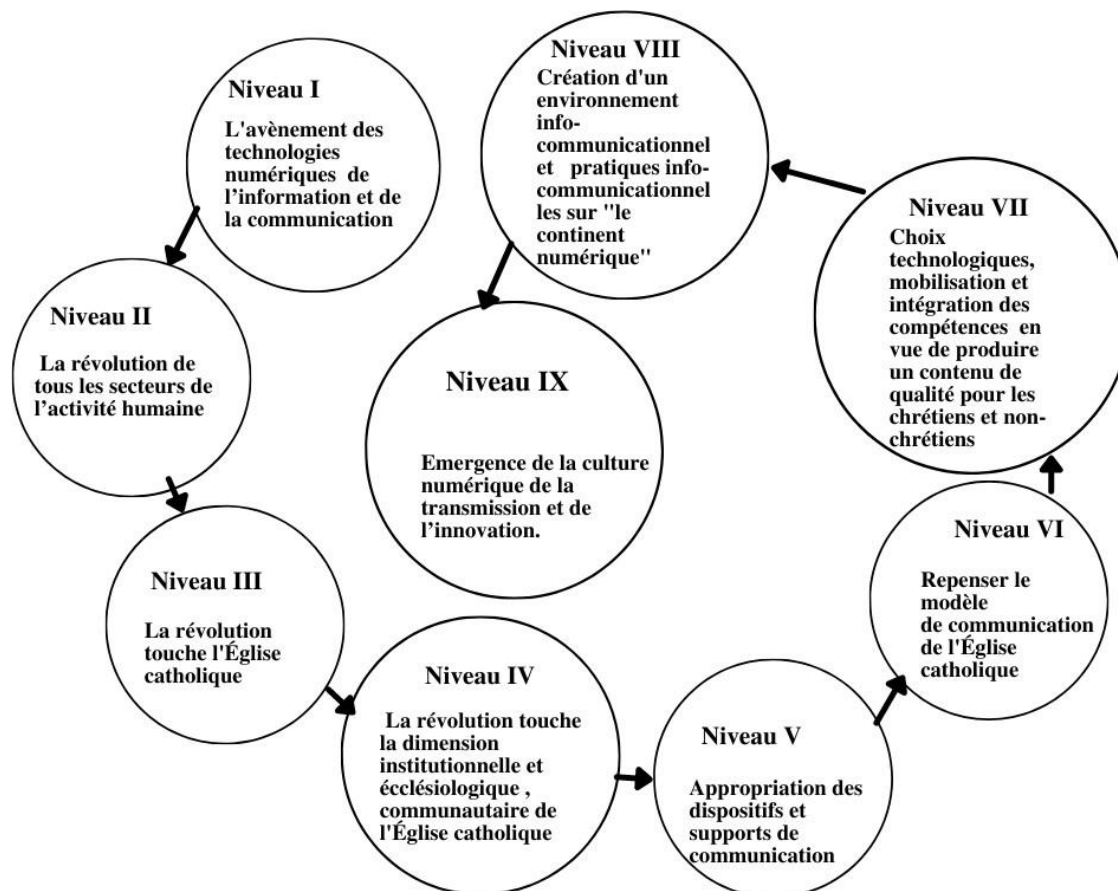 Niveau I
L'avènement des
technologies
numériques de
l'information et de
la communication
Niveau II
La révolution de
tous les secteurs de
l'activité humaine
Niveau III
La révolution
touche l'Église
catholique
Niveau IV
La révolution touche
la dimension
institutionnelle et
écclésiologique ,
communautaire de
l'Église catholique
Niveau V
Appropriation des
dispositifs et
supports de
communication
Niveau VI
Repenser le
modèle
de communication
de l'Église
catholique
Niveau VII
Choix
technologiques,
mobilisation et
intégration des
compétences en
vue de produire
un contenu de
qualité pour les
chrétiens et non-
chrétiens
Niveau VIII
Création d'un
environnement
info-
communicationnel
et pratiques info-
communicationnel
les sur "le
continent
numérique"
Niveau IX
Emergence de la culture
numérique de la
transmission et de
l'innovation.